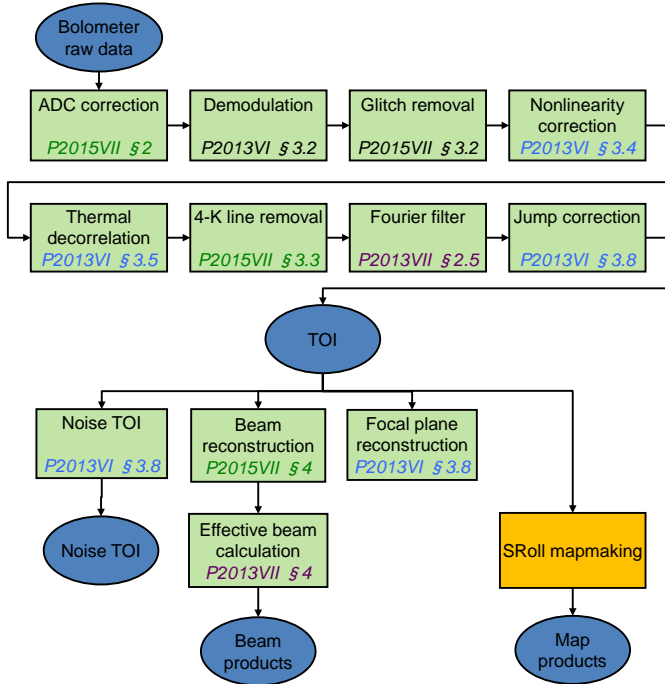 Bolometer
raw data
ADC correction
P2015VII § 2
Demodulation
P2013VI § 3.2
Glitch removal
P2015VII § 3.2
Nonlinearity
correction
P2013VI § 3.4
Thermal
decorrelation
P2013VI § 3.5
4-K line removal
P2015VII § 3.3
Fourier filter
P2013VII § 2.5
Jump correction
P2013VI § 3.8
TOI
Noise TOI
P2013VI § 3.8
Beam
reconstruction
P2015VII § 4
Focal plane
reconstruction
P2013VI § 3.8
Noise TOI
Effective beam
calculation
P2013VII § 4
SRoll mapmaking
Beam
products
Map
products